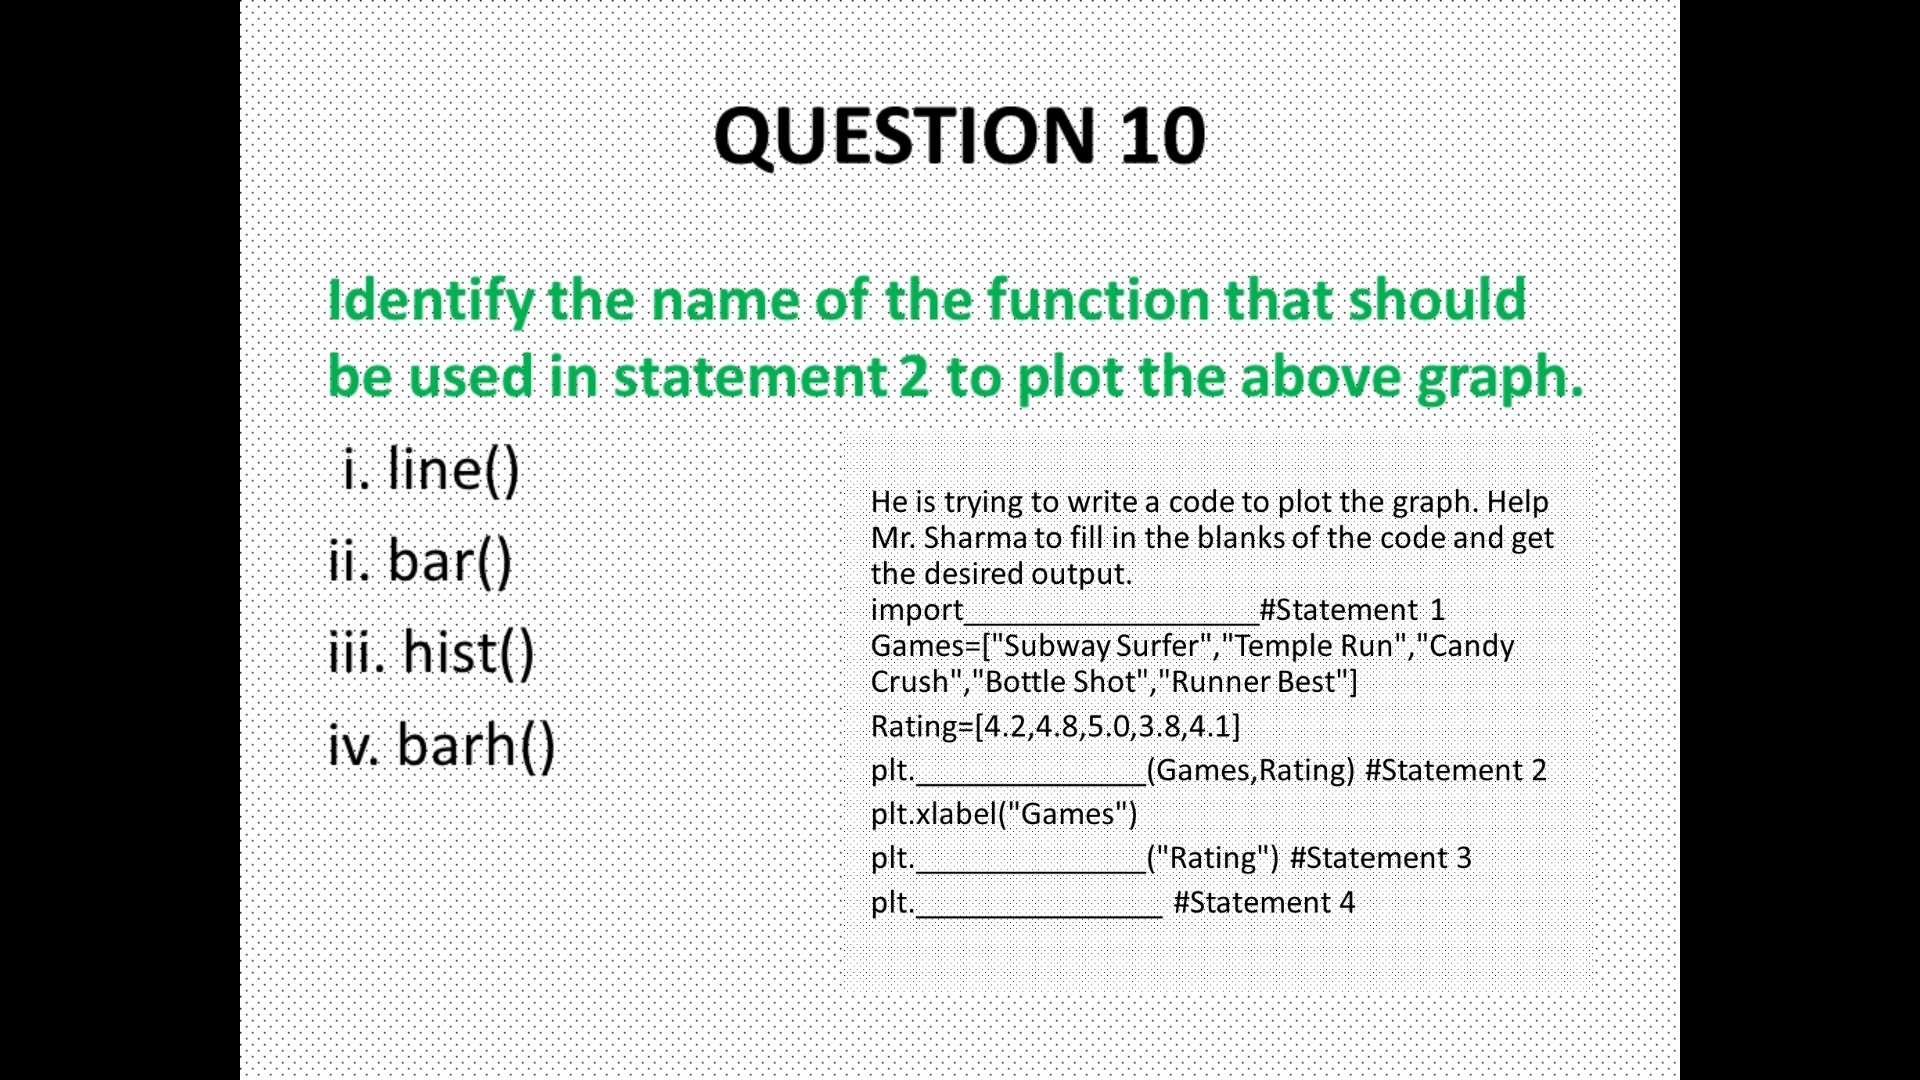 QUESTION 10
Identify the name of the function that should
be used in statement 2 to plot the above graph.
i. line()
ii. bar()
iii. hist()
iv. barh()
He is trying to write a code to plot the graph. Help
Mr. Sharma to fill in the blanks of the code and get
the desired output.
import__________________#Statement 1
Games=["Subway Surfer","Temple Run","Candy
Crush","Bottle Shot","Runner Best"]
Rating=[4.2,4.8,5.0,3.8,4.1]
plt.______________(Games,Rating) #Statement 2
plt.xlabel("Games")
plt.______________("Rating") #Statement 3
plt._______________ #Statement 4